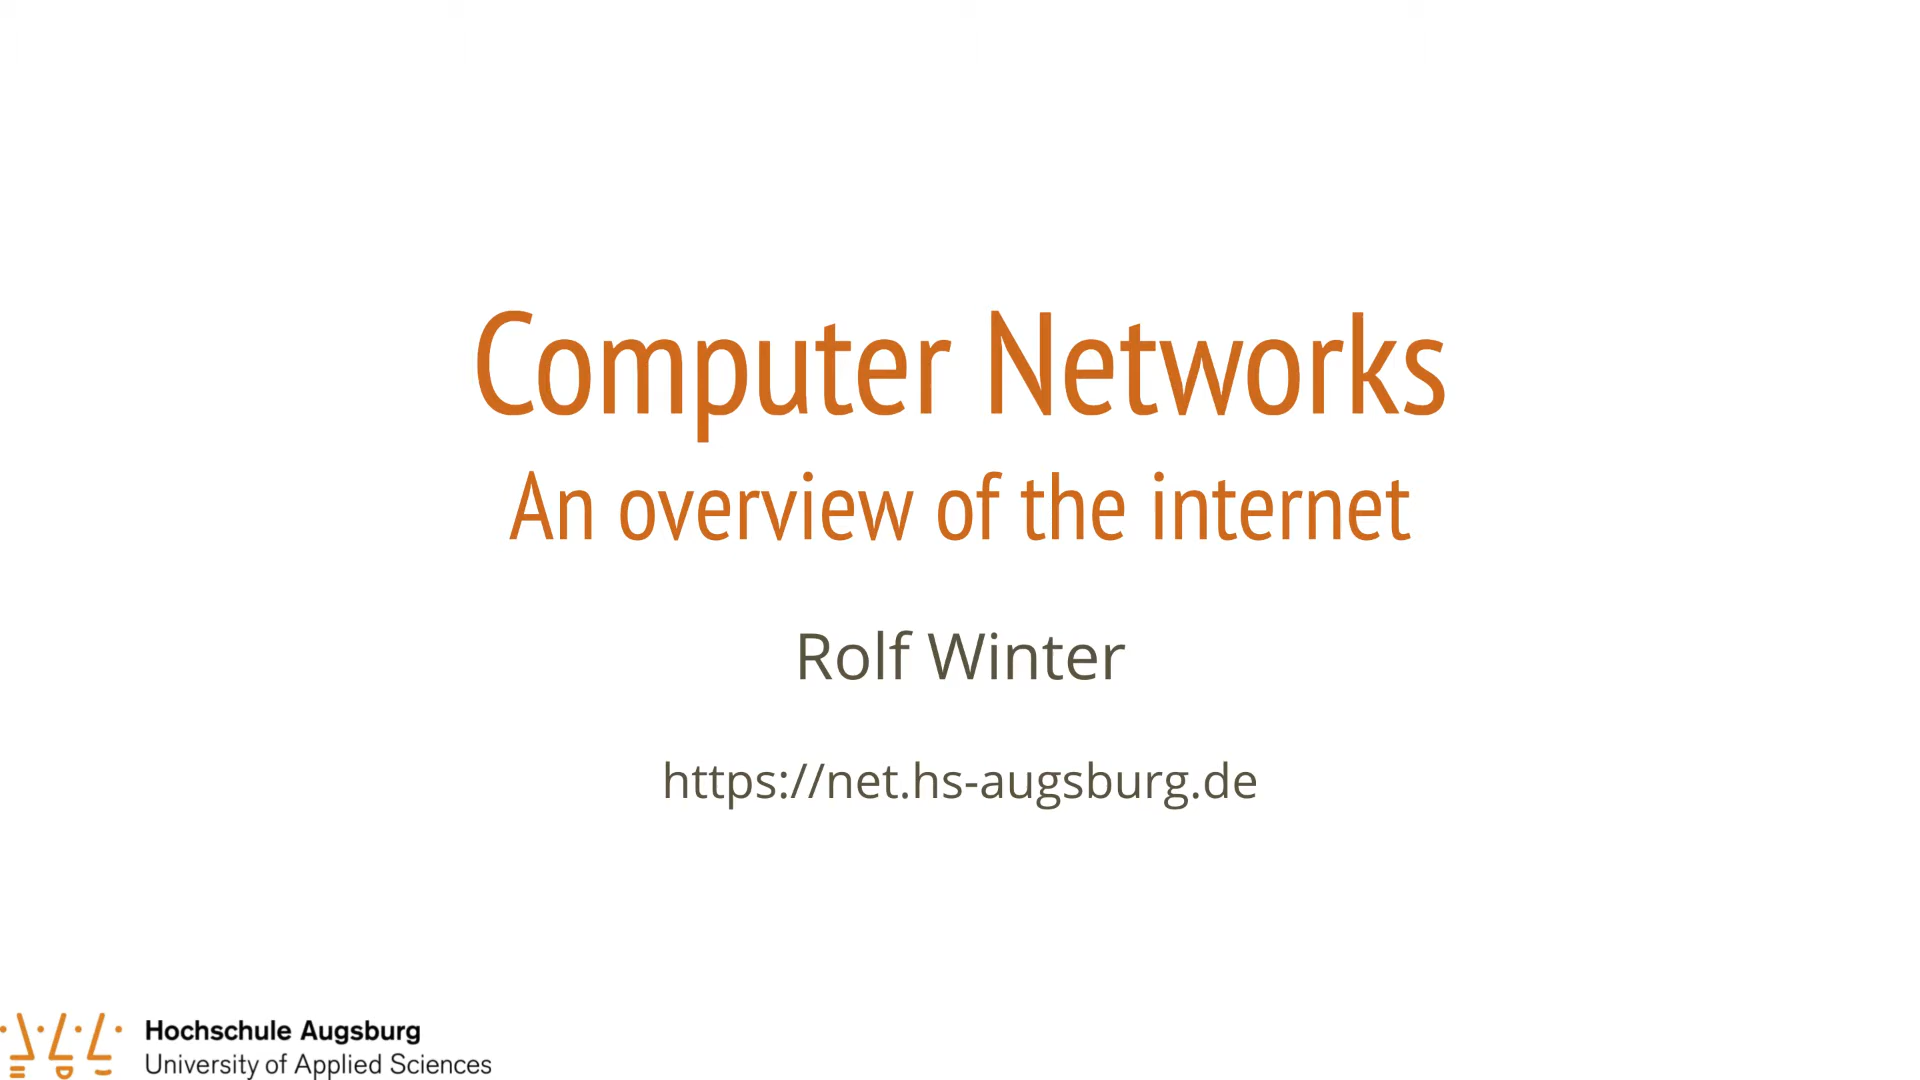 Computer Networks
An overview of the internet
Rolf Winter
https://net.hs-augsburg.de
Hochschule Augsburg
University of Applied Sciences